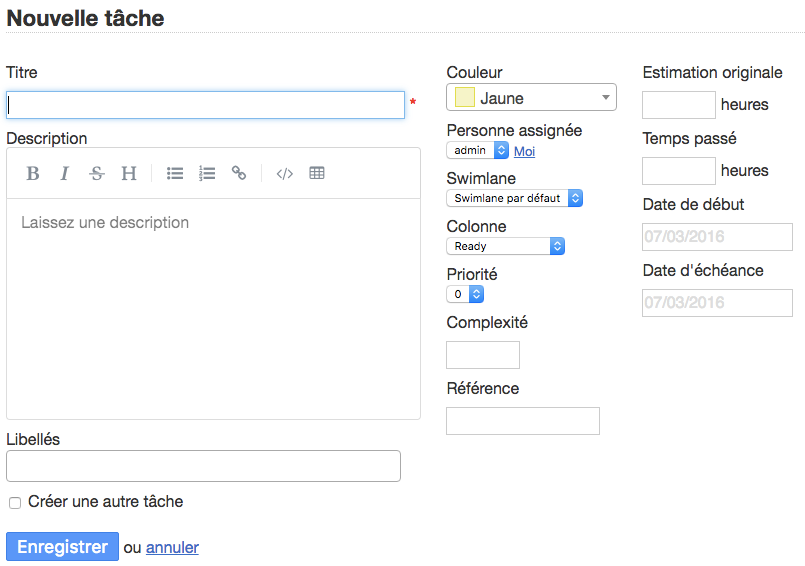 Nouvelle tâche
Titre
*
Description
B I S H </>
Laissez une description
Libellés
Créer une autre tâche
Enregistrer ou annuler
Couleur
Jaune
Personne assignée
admin Moi
Swimlane
Swimlane par défaut
Colonne
Ready
Priorité
0
Complexité
Référence
Estimation originale
heures
Temps passé
heures
Date de début
07/03/2016
Date d'échéance
07/03/2016